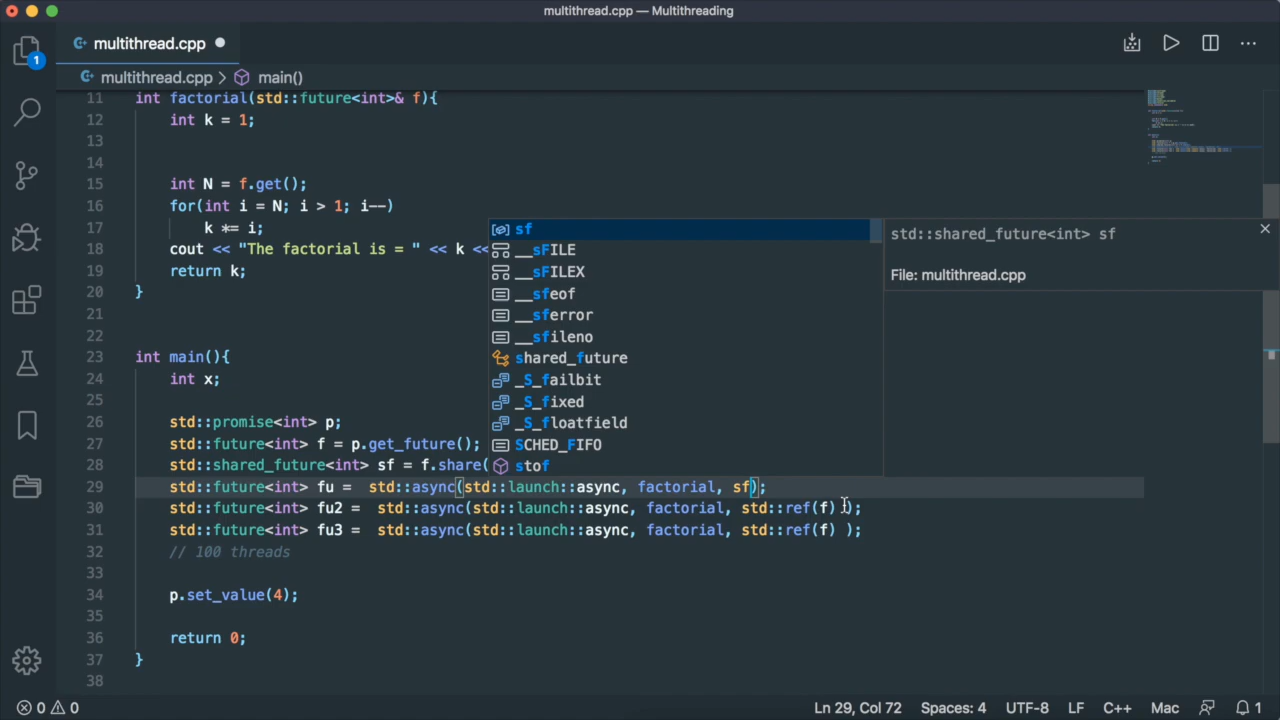 multithread.cpp — Multithreading
1
multithread.cpp
multithread.cpp > main()
11 int factorial(std::future<int>& f){
12 int k = 1;
13
14
15 int N = f.get();
16 for(int i = N; i > 1; i--)
17 k *= i;
18 cout << "The factorial is = " << k <<
19 return k;
20 }
21
22
23 int main(){
24 int x;
25
26 std::promise<int> p;
27 std::future<int> f = p.get_future();
28 std::shared_future<int> sf = f.share(
29 std::future<int> fu = std::async(std::launch::async, factorial, sf);
30 std::future<int> fu2 = std::async(std::launch::async, factorial, std::ref(f) );
31 std::future<int> fu3 = std::async(std::launch::async, factorial, std::ref(f) );
32 // 100 threads
33
34 p.set_value(4);
35
36 return 0;
37 }
38
sf
__sFILE
__sFILEX
__sfeof
__sferror
__sfileno
shared_future
_S_failbit
_S_fixed
_S_floatfield
SCHED_FIFO
stof
std::shared_future<int> sf
File: multithread.cpp
0 0
Ln 29, Col 72 Spaces: 4 UTF-8 LF C++ Mac 1